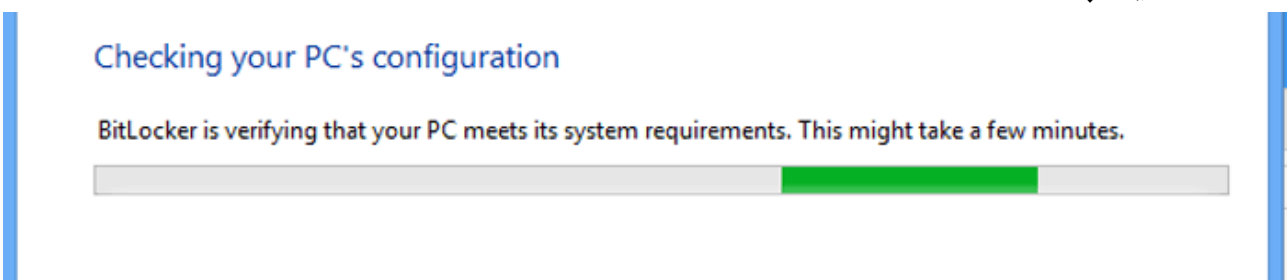 Checking your PC's configuration
BitLocker is verifying that your PC meets its system requirements. This might take a few minutes.